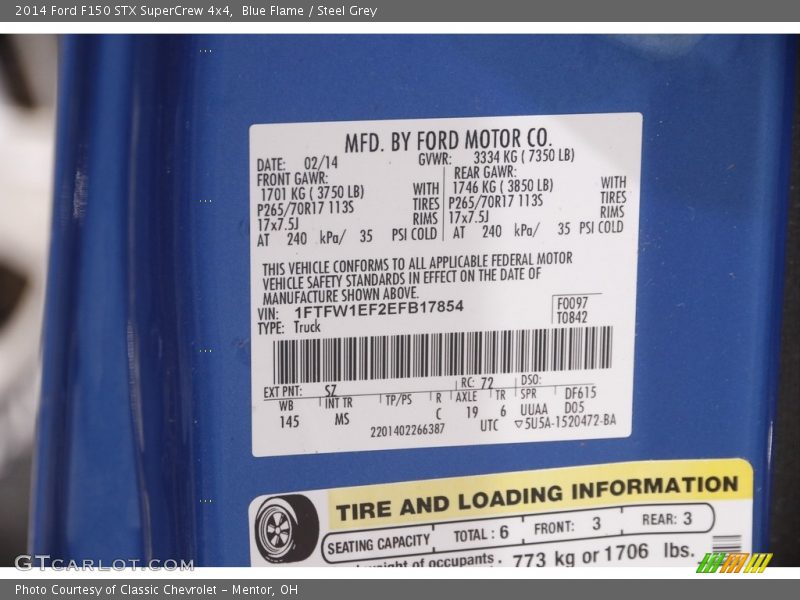 2014 Ford F150 STX SuperCrew 4x4,  Blue Flame / Steel Grey
MFD. BY FORD MOTOR CO.
DATE: 02/14 GVWR: 3334 KG ( 7350 LB)
FRONT GAWR: REAR GAWR:
1701 KG ( 3750 LB) WITH 1746 KG ( 3850 LB) WITH
P265/70R17 113S TIRES P265/70R17 113S TIRES
17x7.5J RIMS 17x7.5J RIMS
AT 240 kPa/ 35 PSI COLD AT 240 kPa/ 35 PSI COLD
THIS VEHICLE CONFORMS TO ALL APPLICABLE FEDERAL MOTOR
VEHICLE SAFETY STANDARDS IN EFFECT ON THE DATE OF
MANUFACTURE SHOWN ABOVE.
VIN: 1FTFW1EF2EFB17854 F0097
TYPE: Truck T0842
EXT PNT: SZ RC: 72 DSO:
WB INT TR TP/PS R AXLE TR SPR DF615
145 MS C 19 6 UUAA D05
2201402266387 UTC ▽5U5A-1520472-BA
TIRE AND LOADING INFORMATION
SEATING CAPACITY TOTAL : 6 FRONT: 3 REAR: 3
of occupants . 773 kg or 1706 lbs.
GTCARLOT.COM
Photo Courtesy of Classic Chevrolet – Mentor, OH